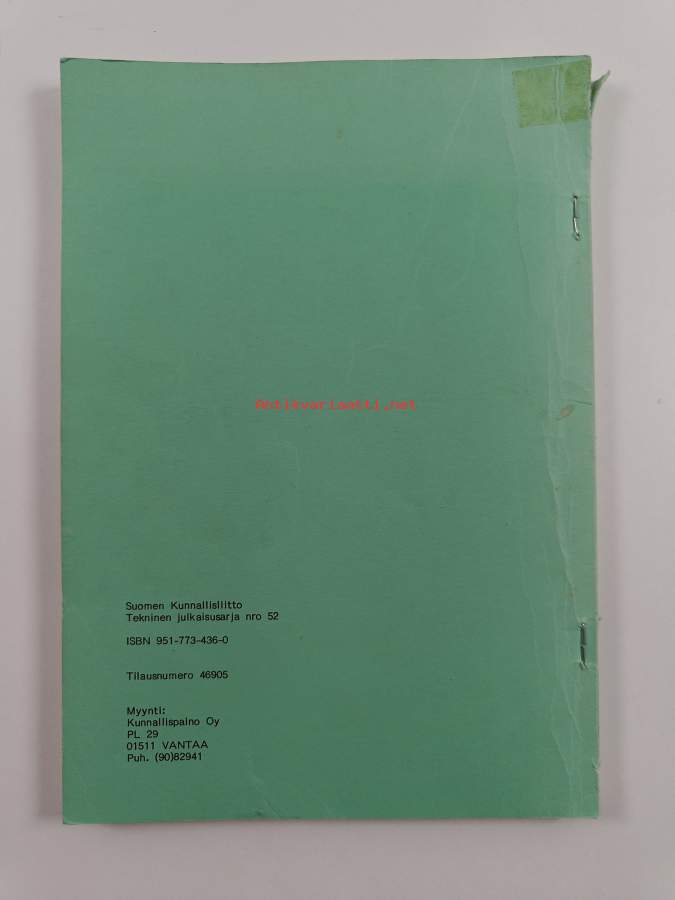 Antikvariaatti.net
Suomen Kunnallisliitto
Tekninen julkaisusarja nro 52
ISBN 951-773-436-0
Tilausnumero 46905
Myynti:
Kunnallispaino Oy
PL 29
01511 VANTAA
Puh. (90)82941